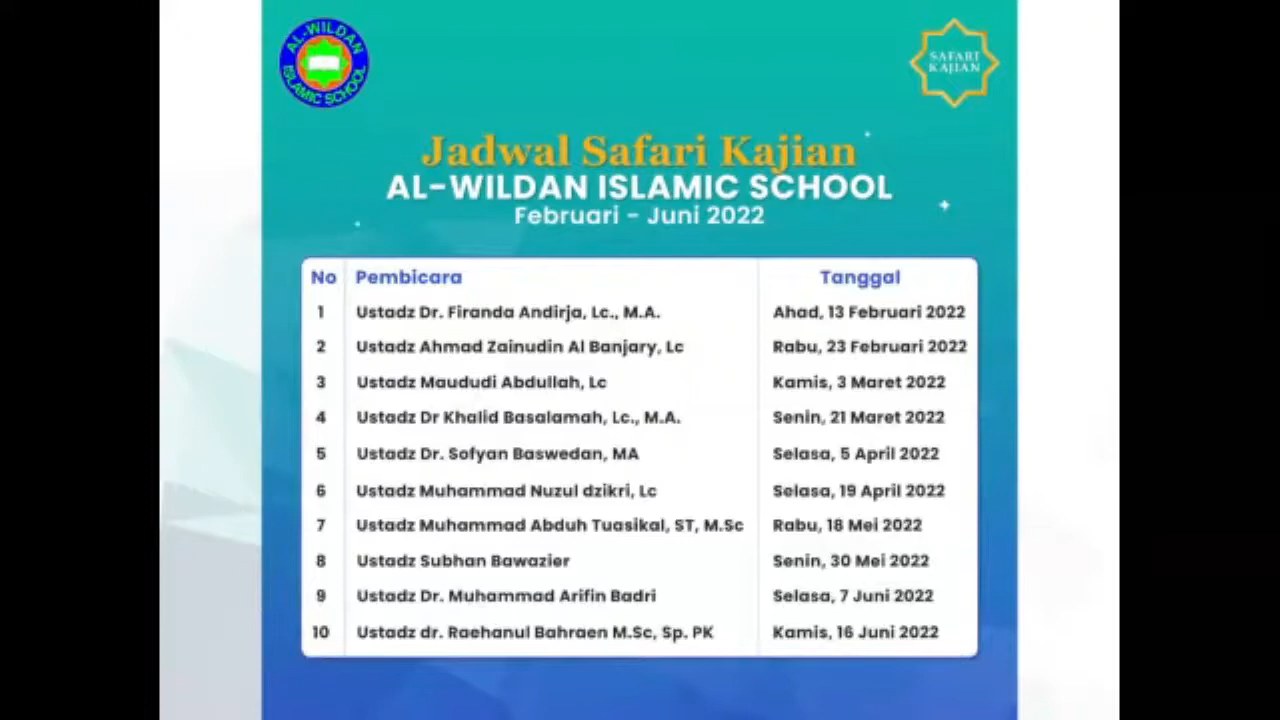 AL-WILDAN
ISLAMIC SCHOOL
SAFARI
KAJIAN
Jadwal Safari Kajian
AL-WILDAN ISLAMIC SCHOOL
Februari - Juni 2022
No Pembicara Tanggal
1 Ustadz Dr. Firanda Andirja, Lc., M.A. Ahad, 13 Februari 2022
2 Ustadz Ahmad Zainudin Al Banjary, Lc Rabu, 23 Februari 2022
3 Ustadz Maududi Abdullah, Lc Kamis, 3 Maret 2022
4 Ustadz Dr Khalid Basalamah, Lc., M.A. Senin, 21 Maret 2022
5 Ustadz Dr. Sofyan Baswedan, MA Selasa, 5 April 2022
6 Ustadz Muhammad Nuzul dzikri, Lc Selasa, 19 April 2022
7 Ustadz Muhammad Abduh Tuasikal, ST, M.Sc Rabu, 18 Mei 2022
8 Ustadz Subhan Bawazier Senin, 30 Mei 2022
9 Ustadz Dr. Muhammad Arifin Badri Selasa, 7 Juni 2022
10 Ustadz dr. Raehanul Bahraen M.Sc, Sp. PK Kamis, 16 Juni 2022